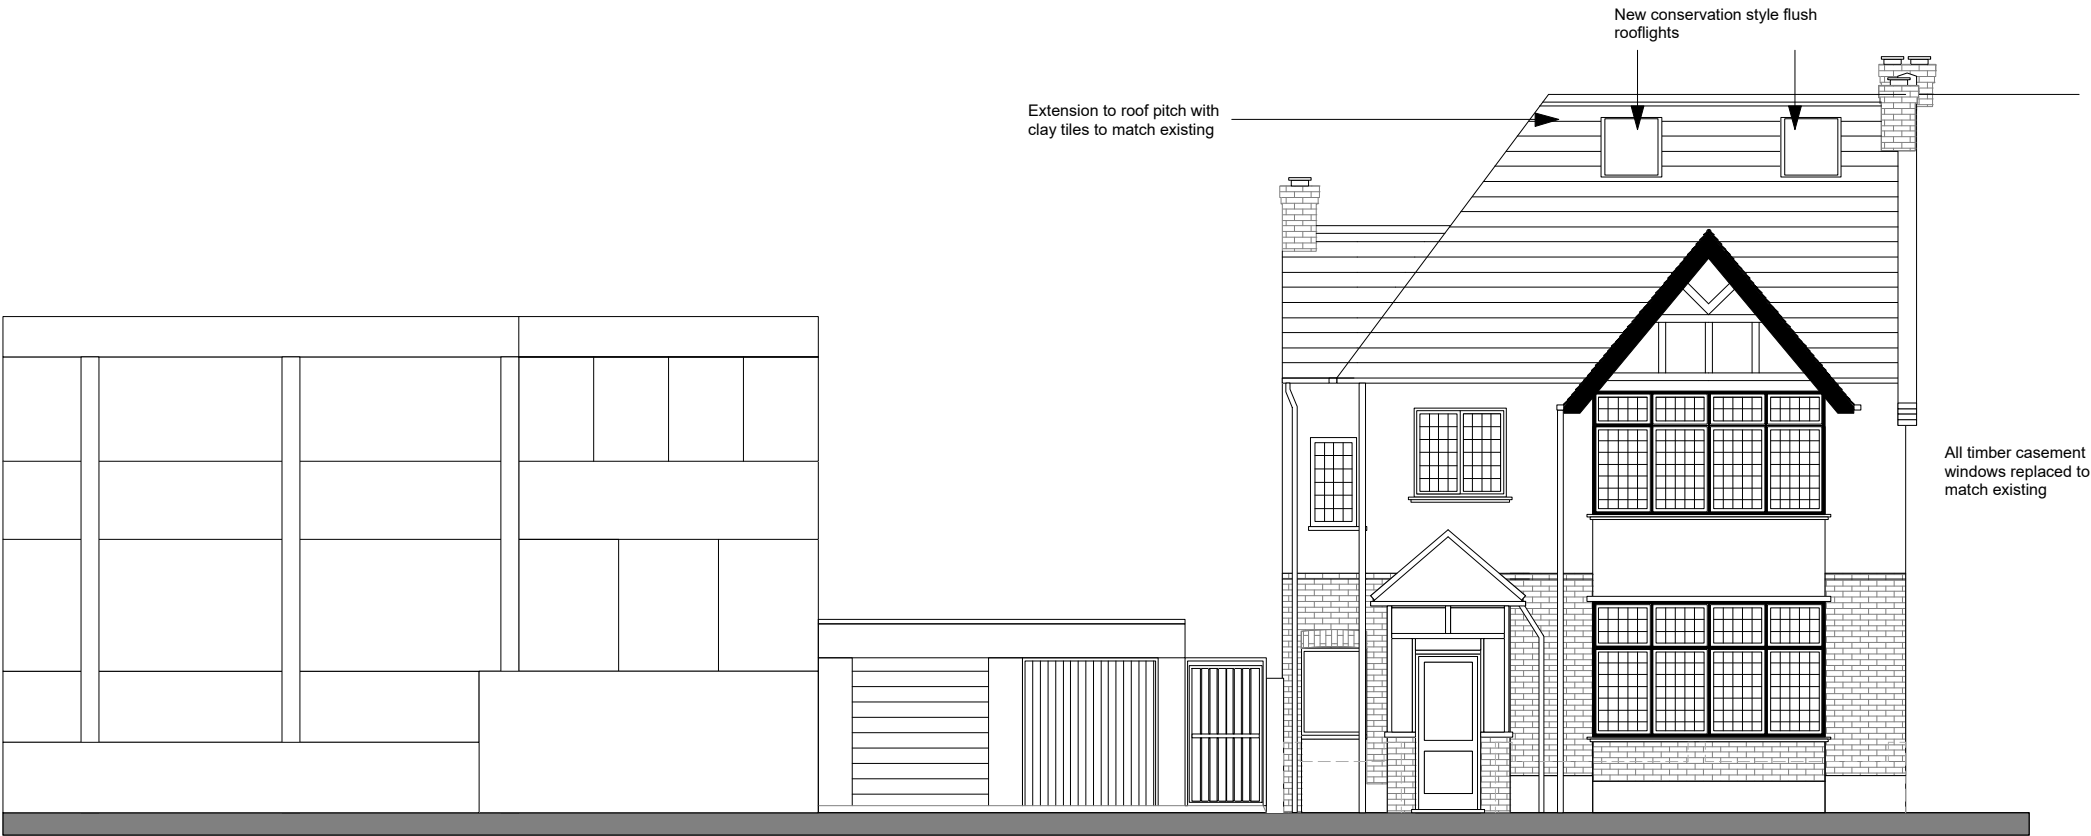 New conservation style flush
rooflights
Extension to roof pitch with
clay tiles to match existing
All timber casement
windows replaced to
match existing